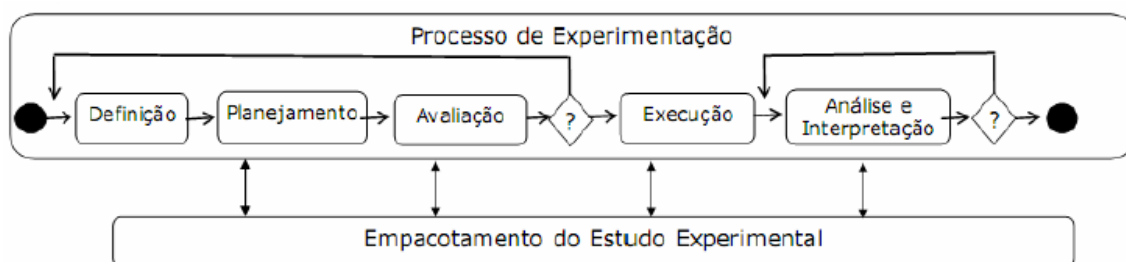 Processo de Experimentação
Definição
Planejamento
Avaliação
?
Execução
Análise e
Interpretação
?
Empacotamento do Estudo Experimental